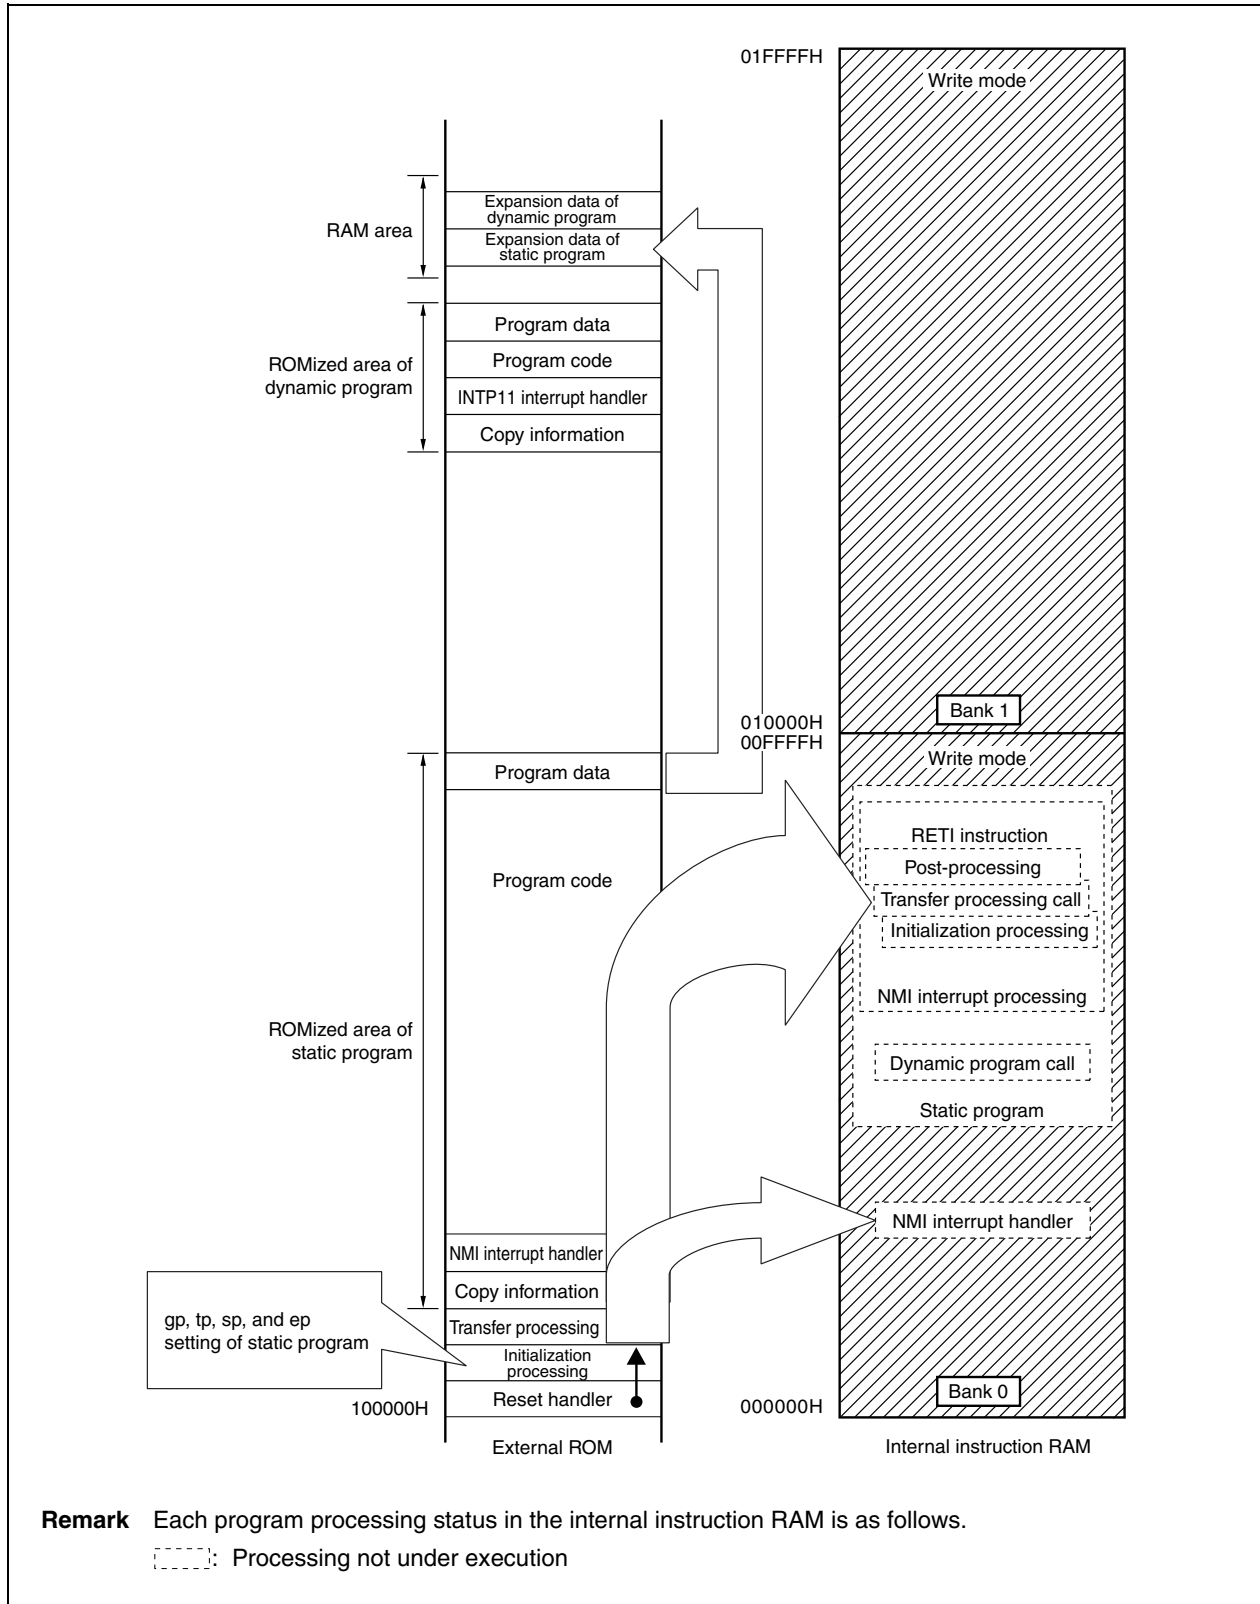 01FFFFH
Write mode
Expansion data of
dynamic program
RAM area
Expansion data of
static program
Program data
ROMized area of
dynamic program
Program code
INTP11 interrupt handler
Copy information
Bank 1
010000H
00FFFFH
Write mode
Program data
RETI instruction
Post-processing
Program code
Transfer processing call
Initialization processing
NMI interrupt processing
ROMized area of
static program
Dynamic program call
Static program
NMI interrupt handler
NMI interrupt handler
Copy information
gp, tp, sp, and ep
setting of static program
Transfer processing
Initialization
processing
Reset handler
100000H
Bank 0
000000H
External ROM
Internal instruction RAM
Remark Each program processing status in the internal instruction RAM is as follows.
: Processing not under execution